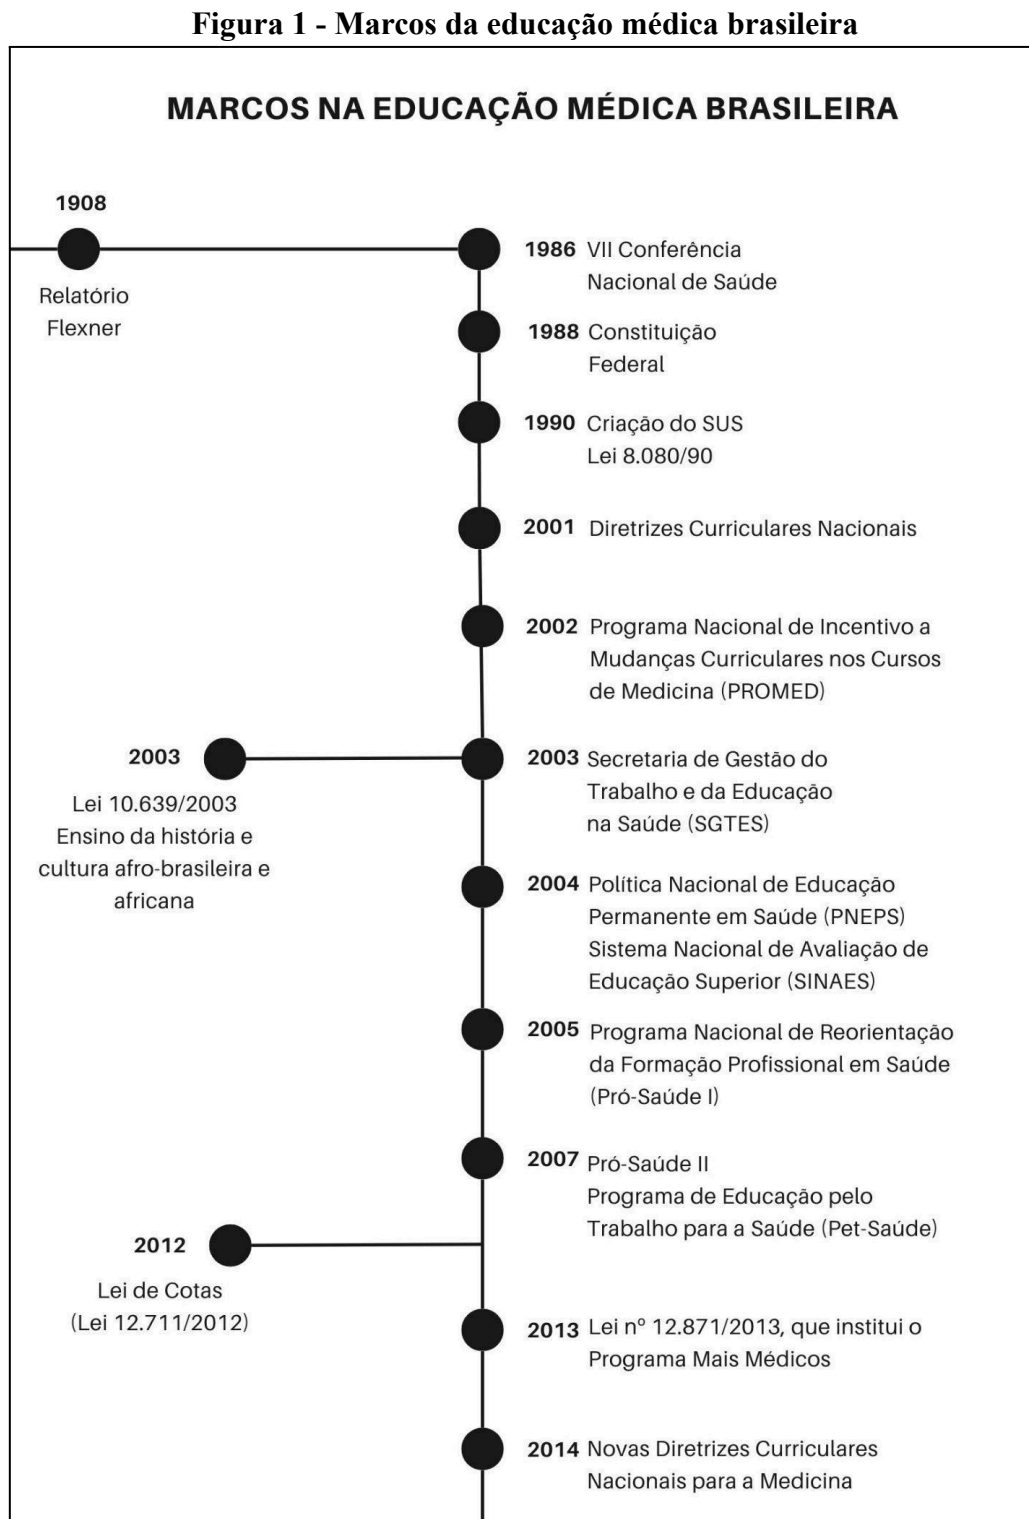 Figura 1 - Marcos da educação médica brasileira
MARCOS NA EDUCAÇÃO MÉDICA BRASILEIRA
1908
Relatório
Flexner
1986 VII Conferência
Nacional de Saúde
1988 Constituição
Federal
1990 Criação do SUS
Lei 8.080/90
2001 Diretrizes Curriculares Nacionais
2002 Programa Nacional de Incentivo a
Mudanças Curriculares nos Cursos
de Medicina (PROMED)
2003
Lei 10.639/2003
Ensino da história e
cultura afro-brasileira e
africana
2003 Secretaria de Gestão do
Trabalho e da Educação
na Saúde (SGTES)
2004 Política Nacional de Educação
Permanente em Saúde (PNEPS)
Sistema Nacional de Avaliação de
Educação Superior (SINAES)
2005 Programa Nacional de Reorientação
da Formação Profissional em Saúde
(Pró-Saúde I)
2007 Pró-Saúde II
Programa de Educação pelo
Trabalho para a Saúde (Pet-Saúde)
2012
Lei de Cotas
(Lei 12.711/2012)
2013 Lei nº 12.871/2013, que institui o
Programa Mais Médicos
2014 Novas Diretrizes Curriculares
Nacionais para a Medicina